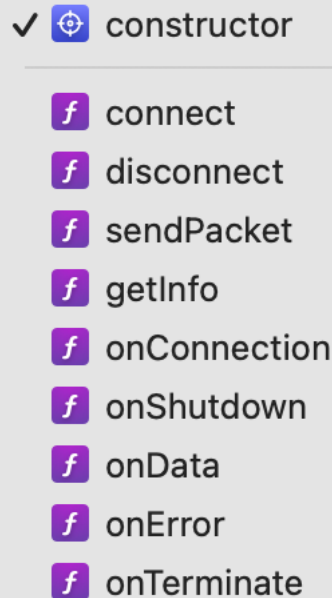 ✓ constructor
f connect
f disconnect
f sendPacket
f getInfo
f onConnection
f onShutdown
f onData
f onError
f onTerminate